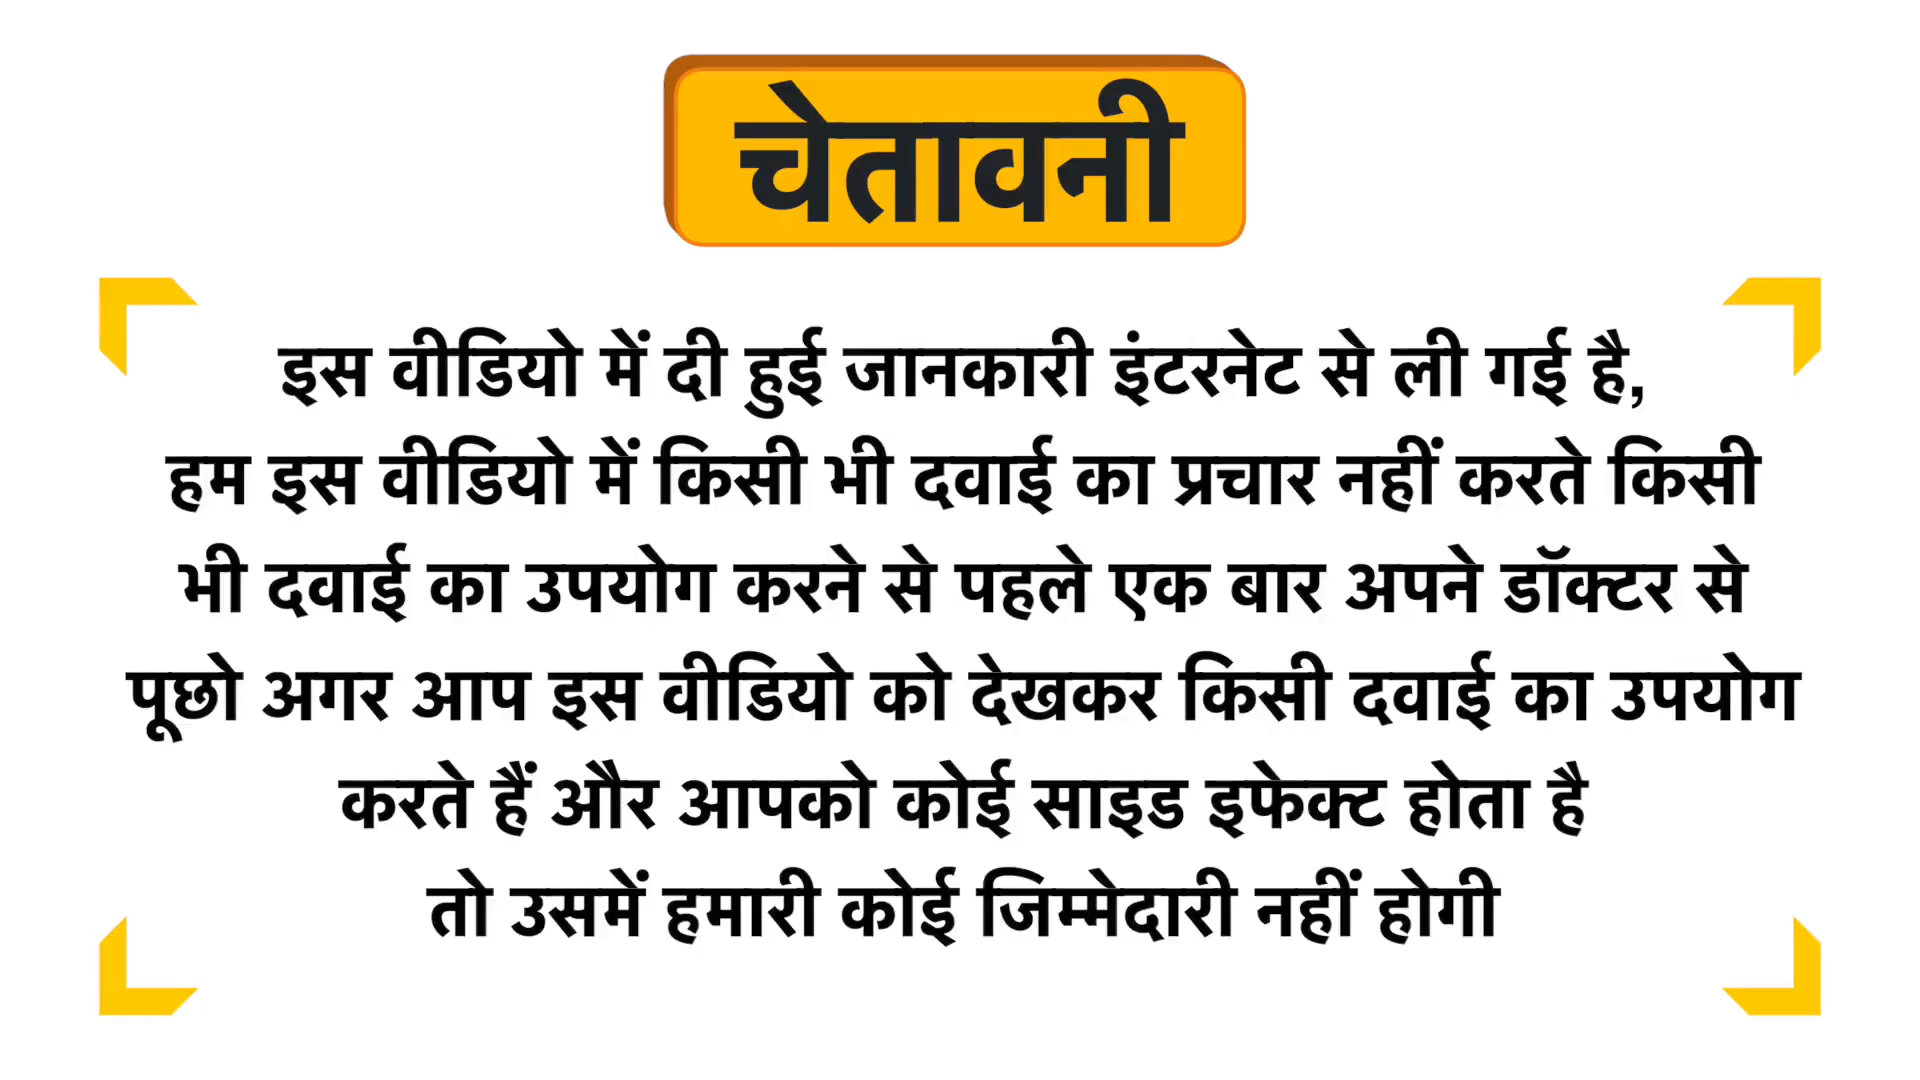 चेतावनी
इस वीडियो में दी हुई जानकारी इंटरनेट से ली गई है,
हम इस वीडियो में किसी भी दवाई का प्रचार नहीं करते किसी
भी दवाई का उपयोग करने से पहले एक बार अपने डॉक्टर से
पूछो अगर आप इस वीडियो को देखकर किसी दवाई का उपयोग
करते हैं और आपको कोई साइड इफेक्ट होता है
तो उसमें हमारी कोई जिम्मेदारी नहीं होगी